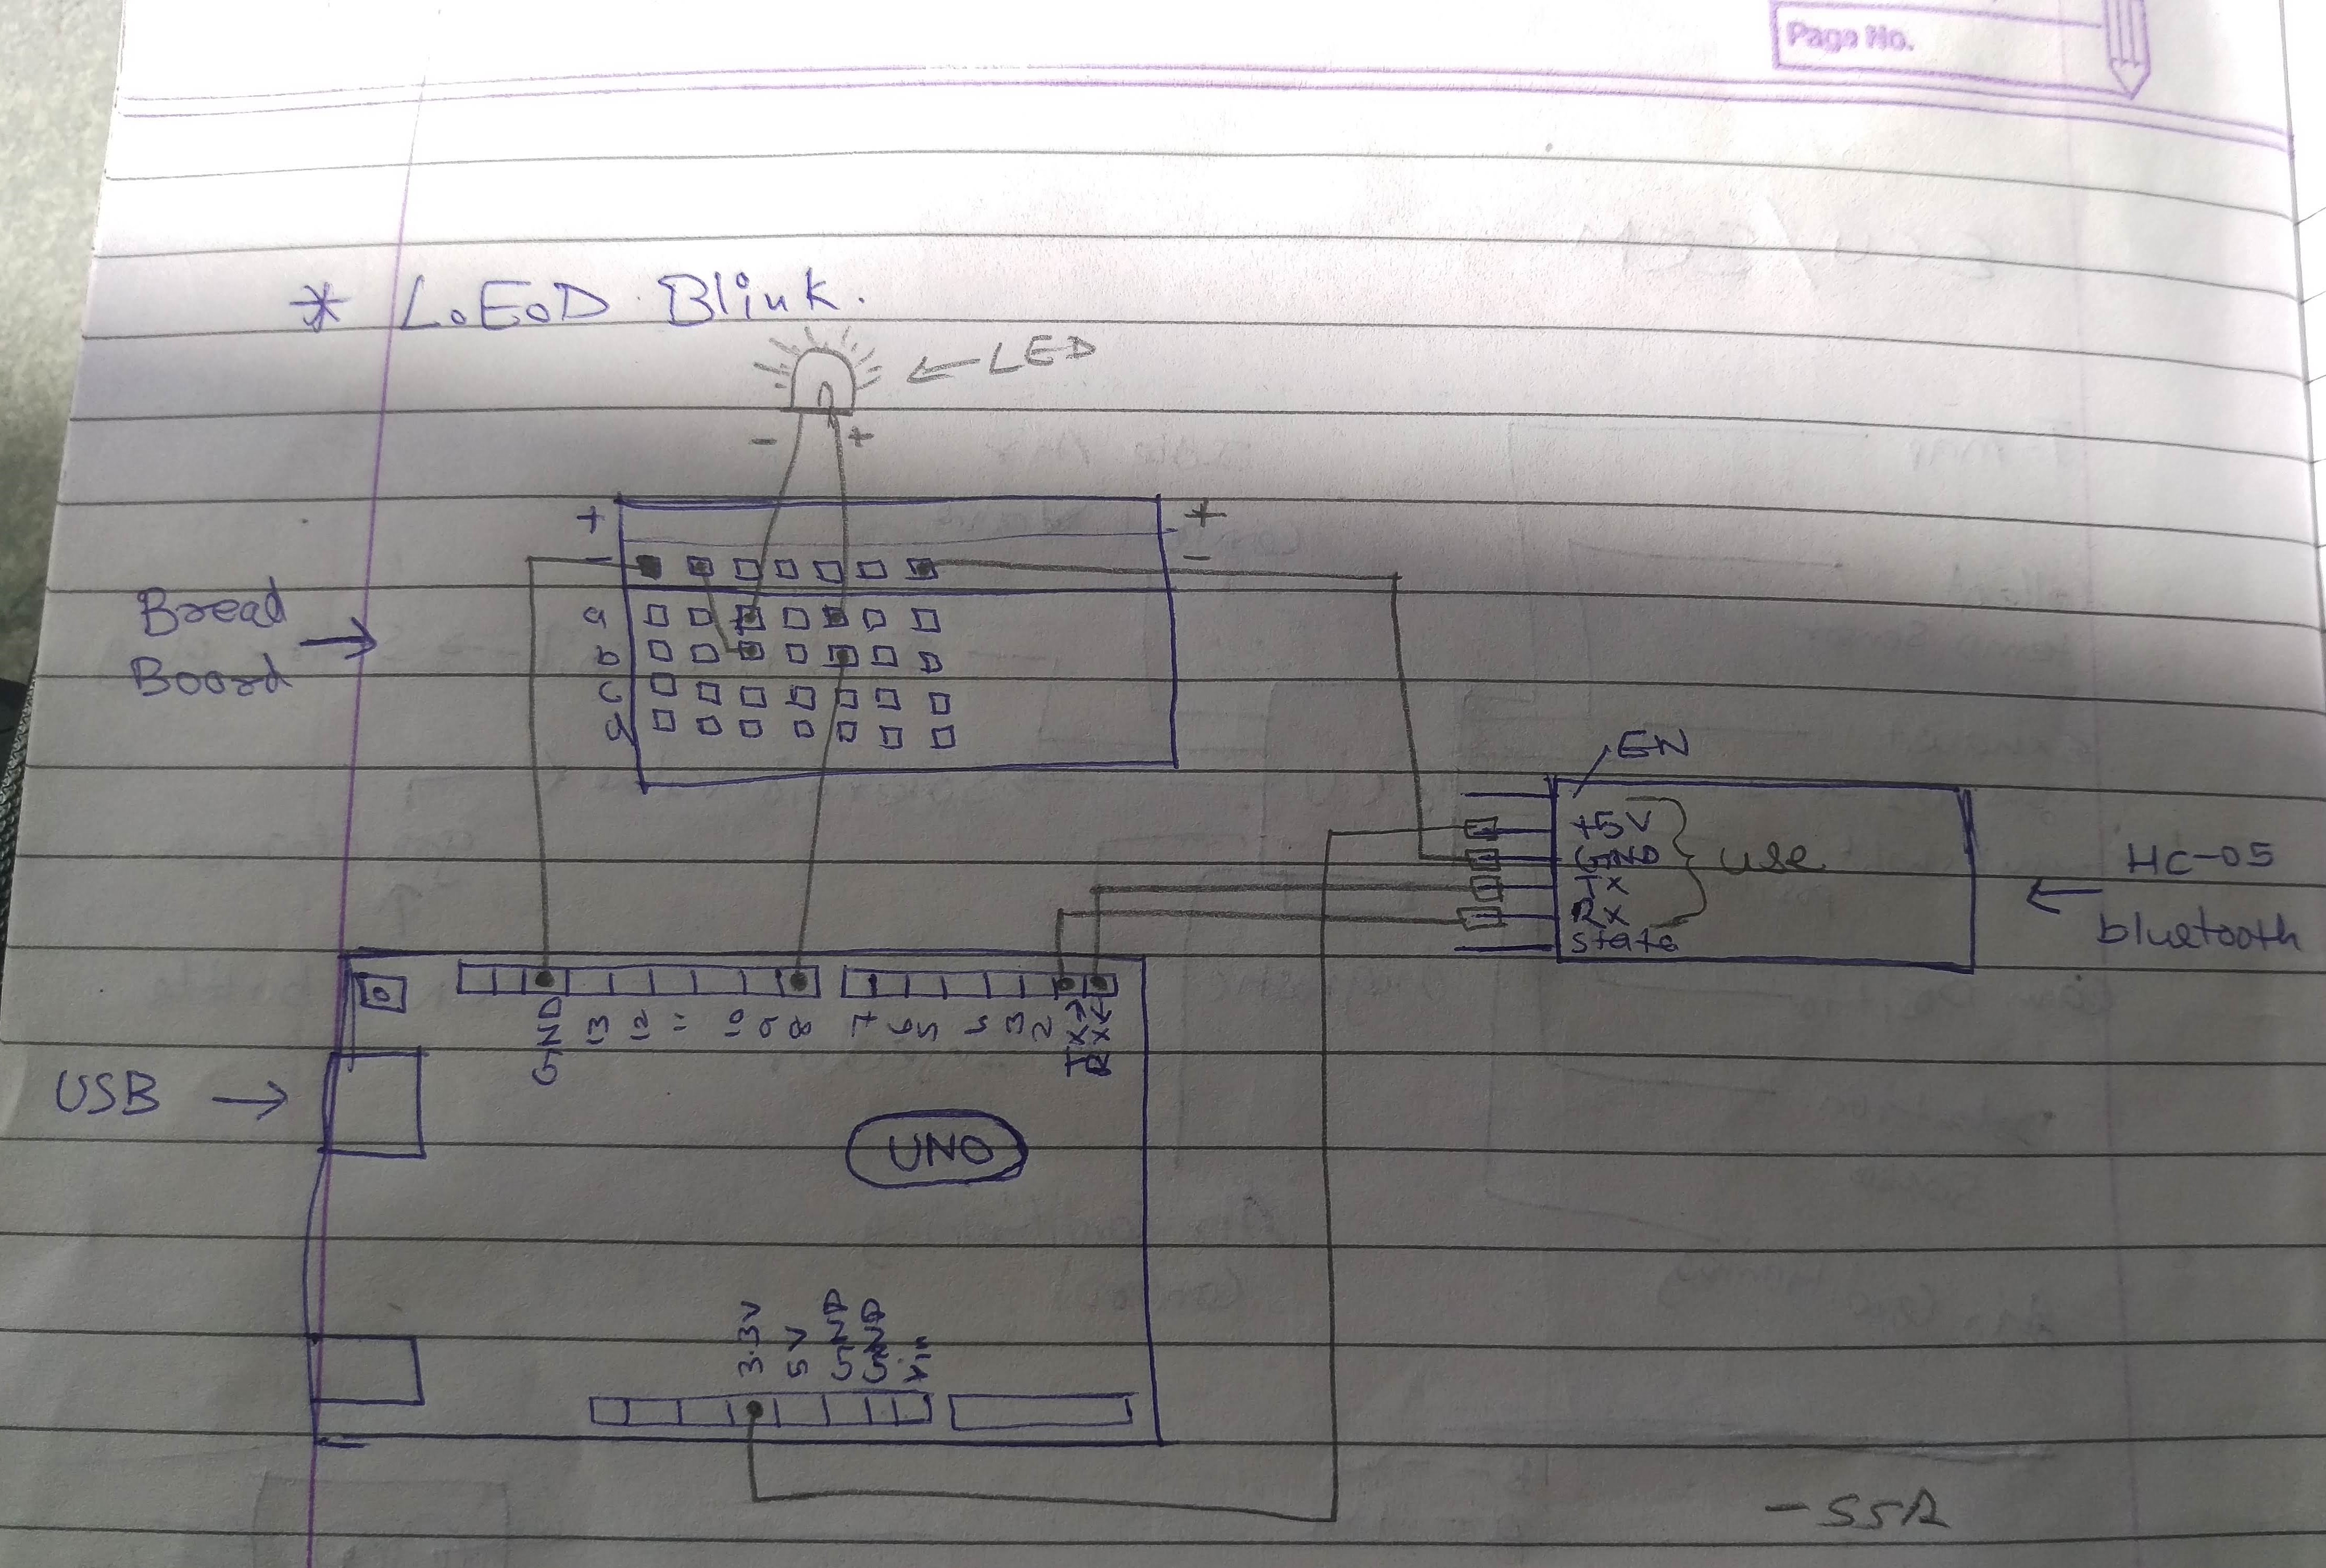 Page No.
* L.E.D. Blink.
← LED
- +
+ +
- -
a
b
c
d
Bread
Board →
EN
+5V
GND
Tx
Rx
State
} use
← HC-05
bluetooth
GND 13 12 11 10 9 8 7 6 5 4 3 2 Tx→ Rx←
USB →
UNO
3.3V 5V GND GND Vin
- SSA